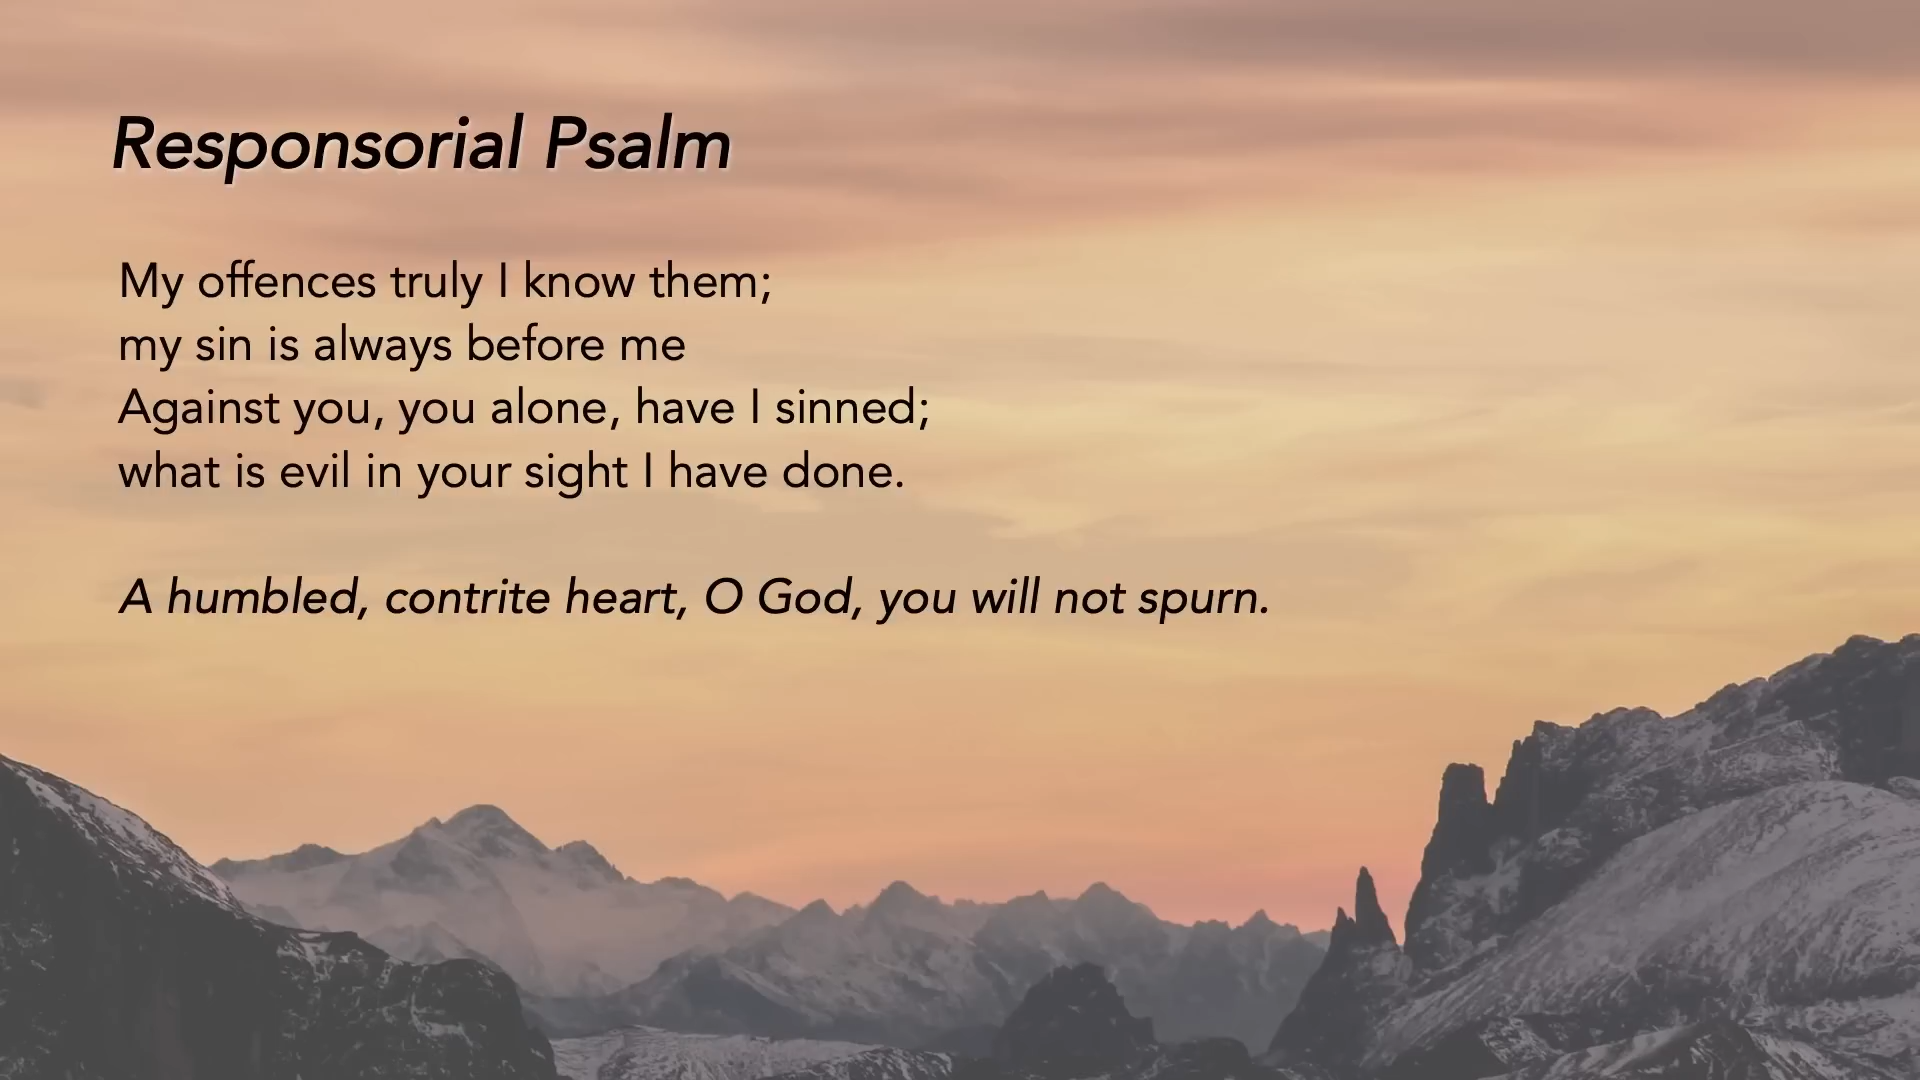 Responsorial Psalm
My offences truly I know them;
my sin is always before me
Against you, you alone, have I sinned;
what is evil in your sight I have done.
A humbled, contrite heart, O God, you will not spurn.